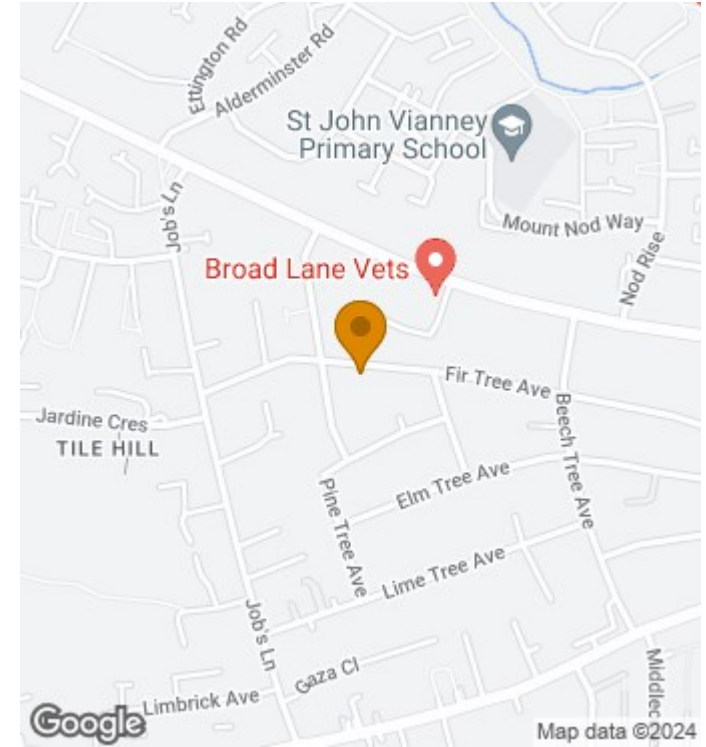 Ettington Rd
Alderminster Rd
St John Vianney
Primary School
Job's Ln
Mount Nod Way
Nod Rise
Broad Lane Vets
Fir Tree Ave
Beech Tree Ave
Jardine Cres
TILE HILL
Elm Tree Ave
Pine Tree Ave
Lime Tree Ave
Job's Ln
Gaza Cl
Limbrick Ave
Google
Map data ©2024